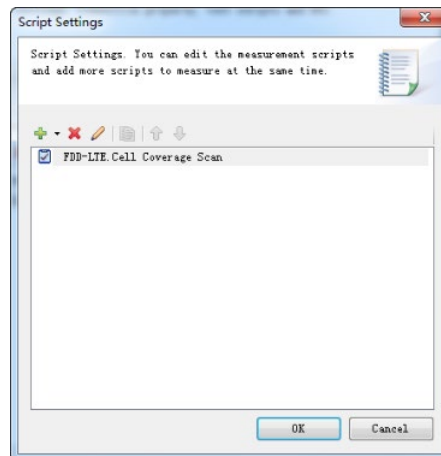 Script Settings
Script Settings. You can edit the measurement scripts
and add more scripts to measure at the same time.
FDD-LTE.Cell Coverage Scan
OK
Cancel